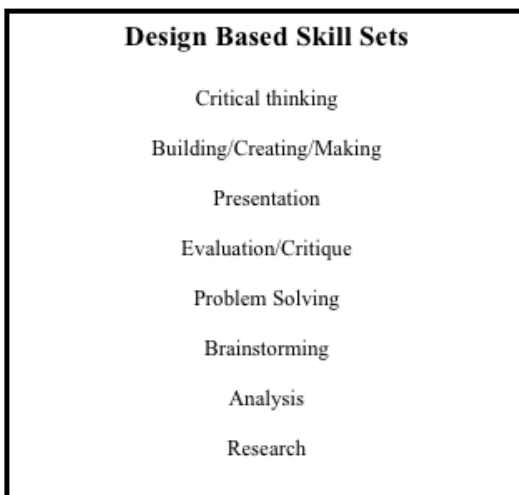 Design Based Skill Sets
Critical thinking
Building/Creating/Making
Presentation
Evaluation/Critique
Problem Solving
Brainstorming
Analysis
Research